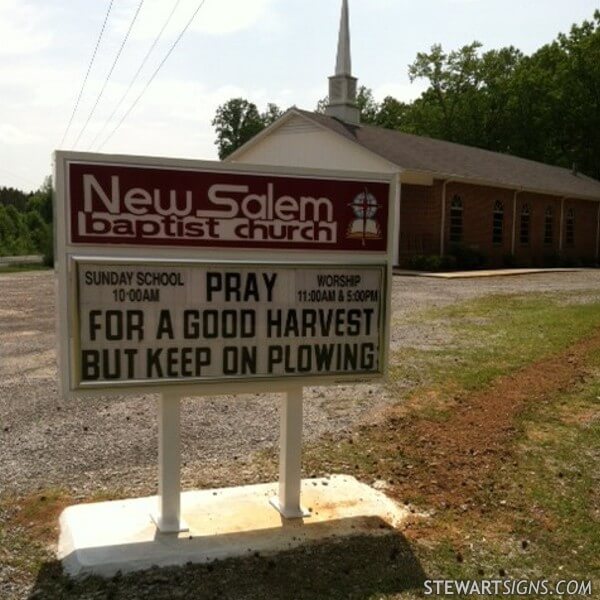 New Salem
baptist church
SUNDAY SCHOOL
10:00AM
PRAY
WORSHIP
11:00AM & 5:00PM
FOR A GOOD HARVEST
BUT KEEP ON PLOWING
STEWARTSIGNS.COM